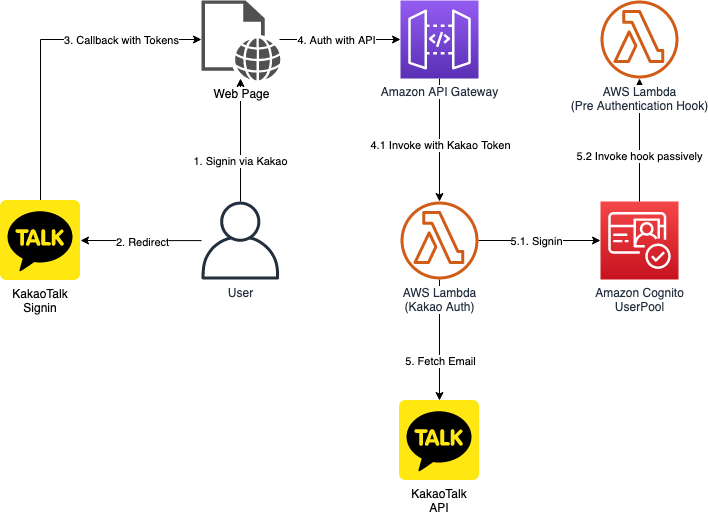 3. Callback with Tokens
4. Auth with API
Web Page
Amazon API Gateway
AWS Lambda
(Pre Authentication Hook)
1. Signin via Kakao
4.1 Invoke with Kakao Token
5.2 Invoke hook passively
TALK
2. Redirect
5.1. Signin
KakaoTalk
Signin
User
AWS Lambda
(Kakao Auth)
Amazon Cognito
UserPool
5. Fetch Email
TALK
KakaoTalk
API